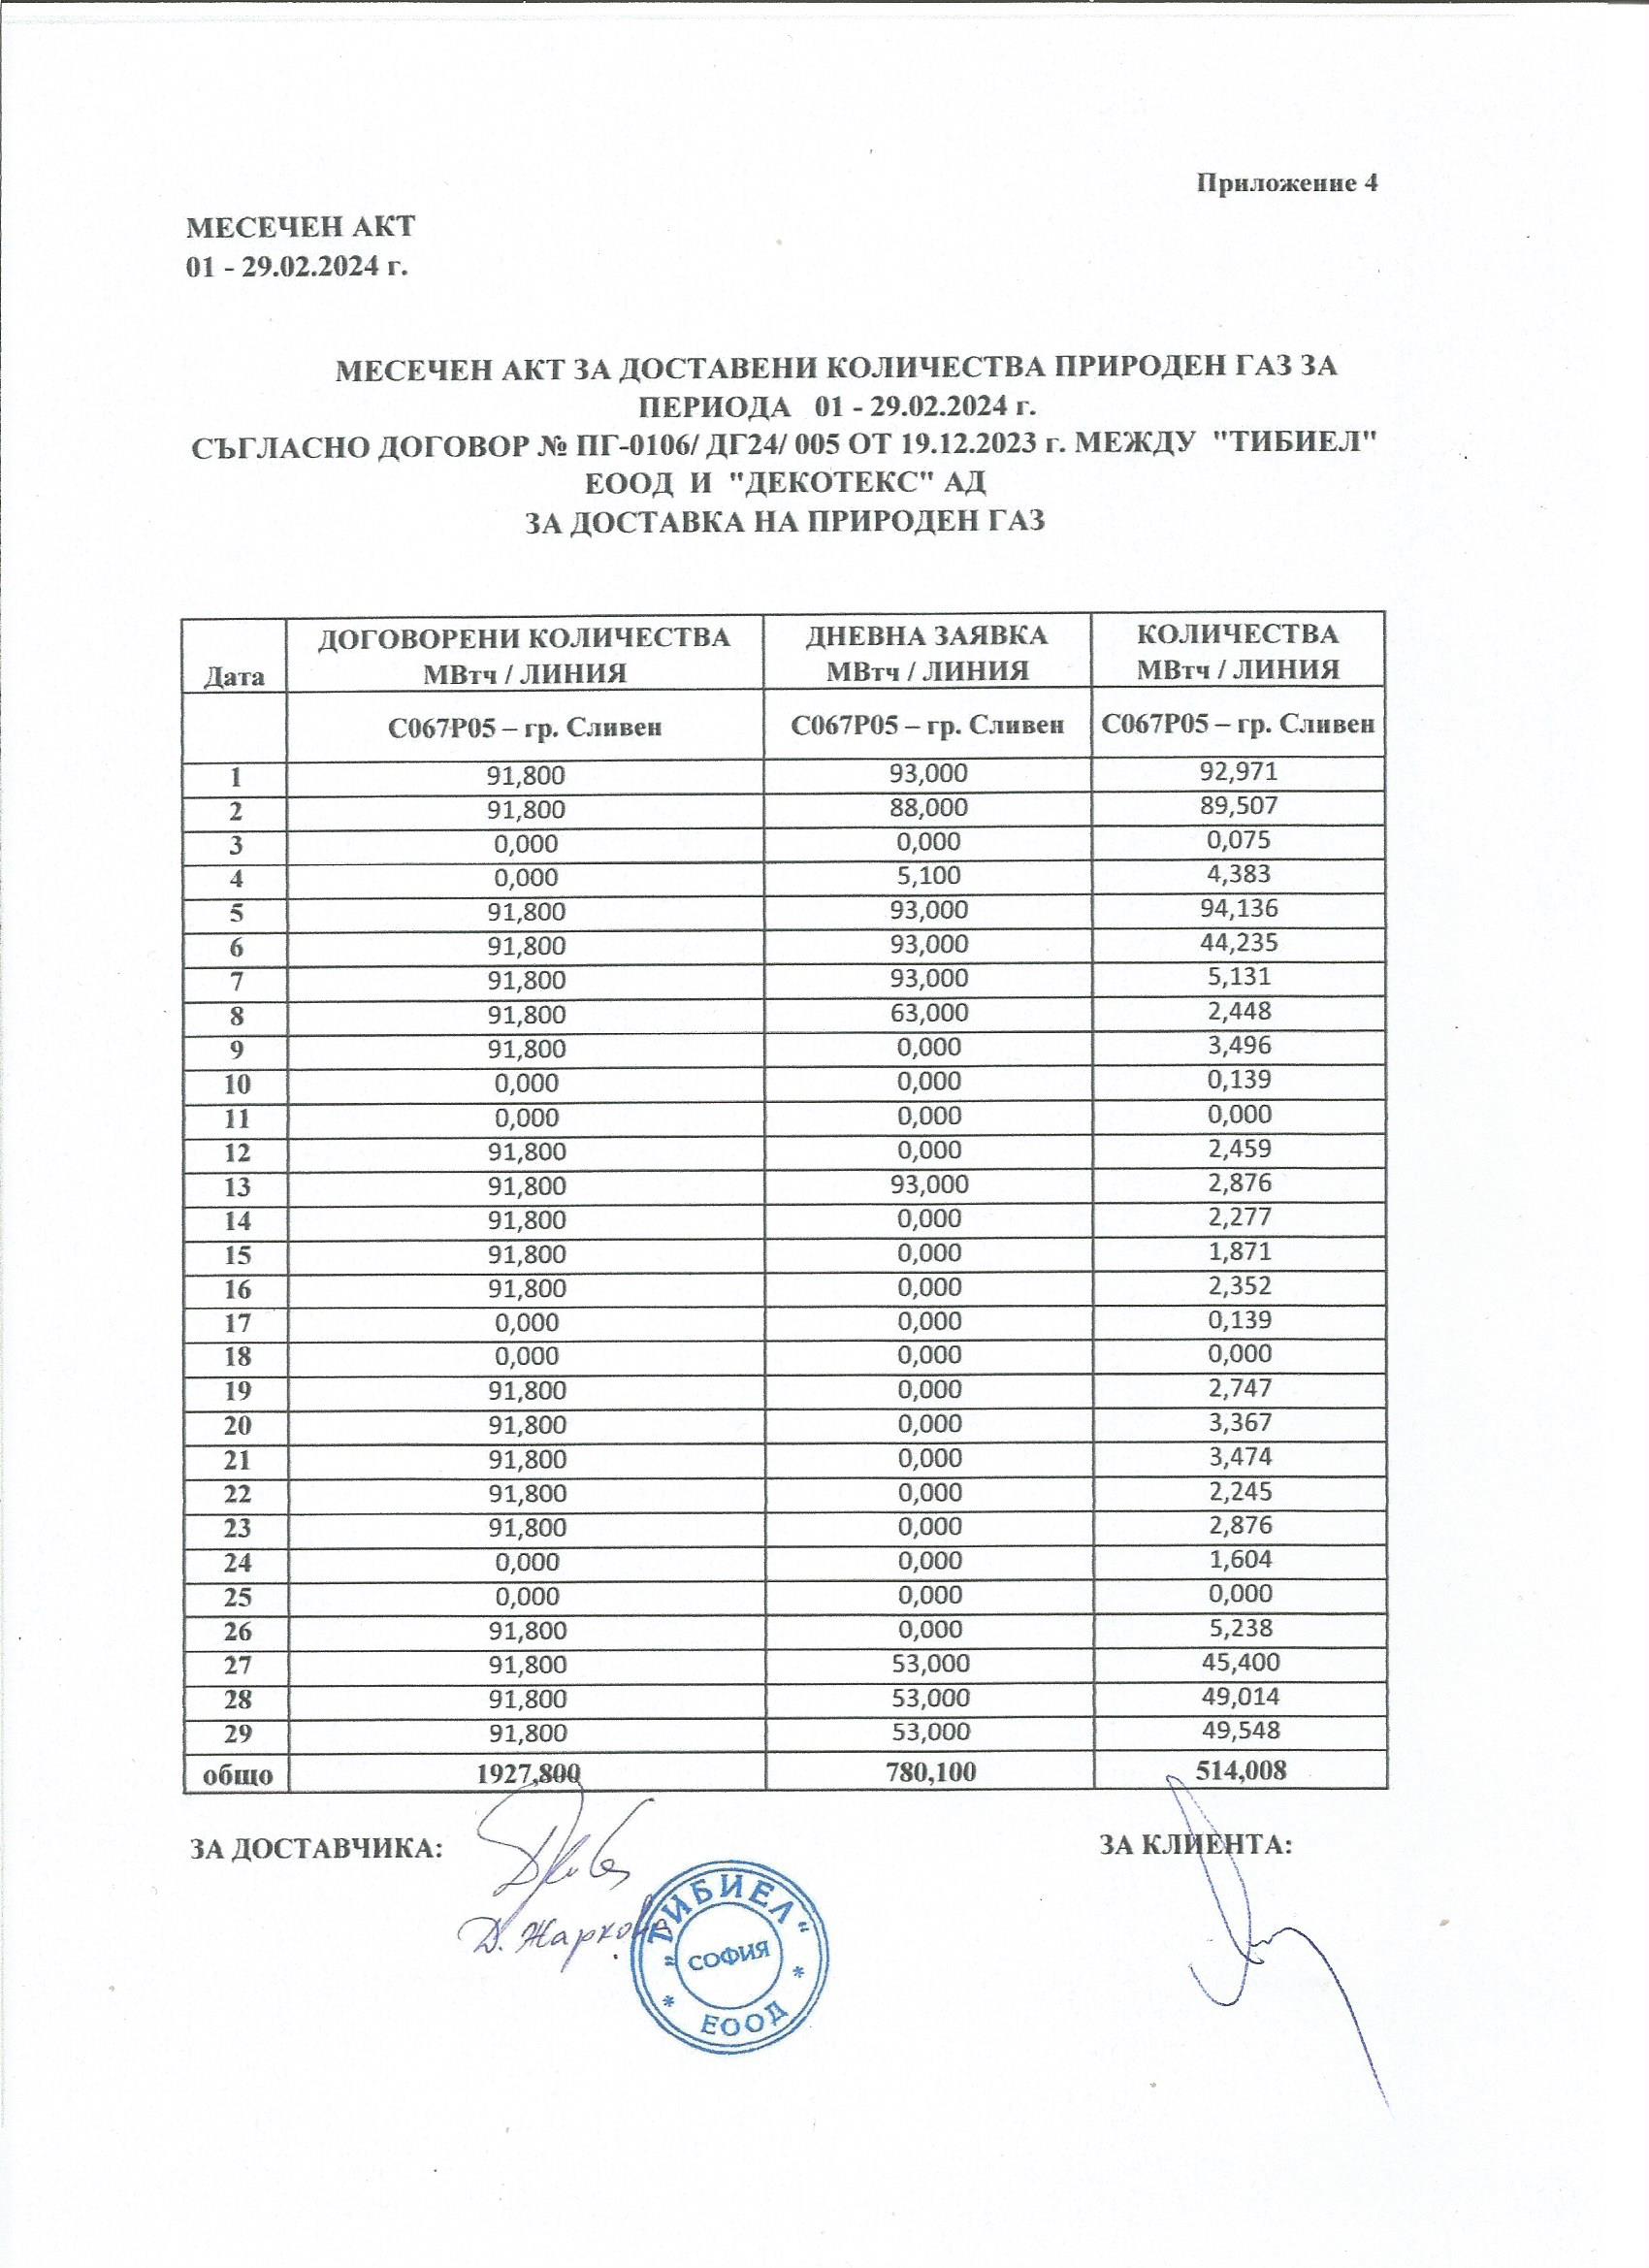 Приложение 4
МЕСЕЧЕН АКТ
01 - 29.02.2024 г.
МЕСЕЧЕН АКТ ЗА ДОСТАВЕНИ КОЛИЧЕСТВА ПРИРОДЕН ГАЗ ЗА
ПЕРИОДА 01 - 29.02.2024 г.
СЪГЛАСНО ДОГОВОР № ПГ-0106/ ДГ24/ 005 ОТ 19.12.2023 г. МЕЖДУ "ТИБИЕЛ"
ЕООД И "ДЕКОТЕКС" АД
ЗА ДОСТАВКА НА ПРИРОДЕН ГАЗ
Дата ДОГОВОРЕНИ КОЛИЧЕСТВА МВтч / ЛИНИЯ ДНЕВНА ЗАЯВКА МВтч / ЛИНИЯ КОЛИЧЕСТВА МВтч / ЛИНИЯ
С067Р05 – гр. Сливен С067Р05 – гр. Сливен С067Р05 – гр. Сливен
1 91,800 93,000 92,971
2 91,800 88,000 89,507
3 0,000 0,000 0,075
4 0,000 5,100 4,383
5 91,800 93,000 94,136
6 91,800 93,000 44,235
7 91,800 93,000 5,131
8 91,800 63,000 2,448
9 91,800 0,000 3,496
10 0,000 0,000 0,139
11 0,000 0,000 0,000
12 91,800 0,000 2,459
13 91,800 93,000 2,876
14 91,800 0,000 2,277
15 91,800 0,000 1,871
16 91,800 0,000 2,352
17 0,000 0,000 0,139
18 0,000 0,000 0,000
19 91,800 0,000 2,747
20 91,800 0,000 3,367
21 91,800 0,000 3,474
22 91,800 0,000 2,245
23 91,800 0,000 2,876
24 0,000 0,000 1,604
25 0,000 0,000 0,000
26 91,800 0,000 5,238
27 91,800 53,000 45,400
28 91,800 53,000 49,014
29 91,800 53,000 49,548
общо 1927,800 780,100 514,008
ЗА ДОСТАВЧИКА: ЗА КЛИЕНТА:
Д. Жаркова
"ТИБИЕЛ"
СОФИЯ
* ЕООД *